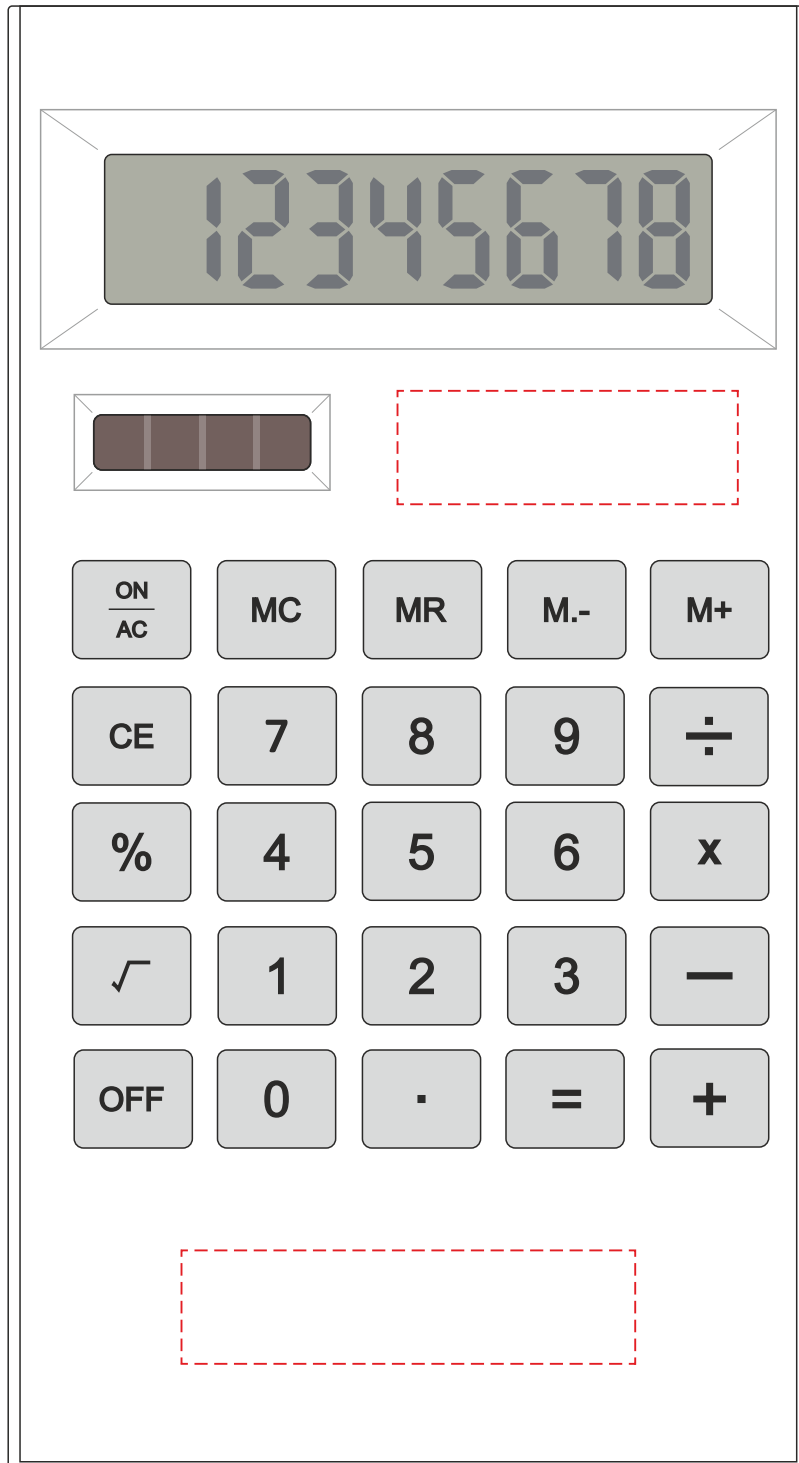 12345678
ON
AC
MC MR M.- M+
CE 7 8 9 ÷
% 4 5 6 x
√ 1 2 3 −
OFF 0 . = +